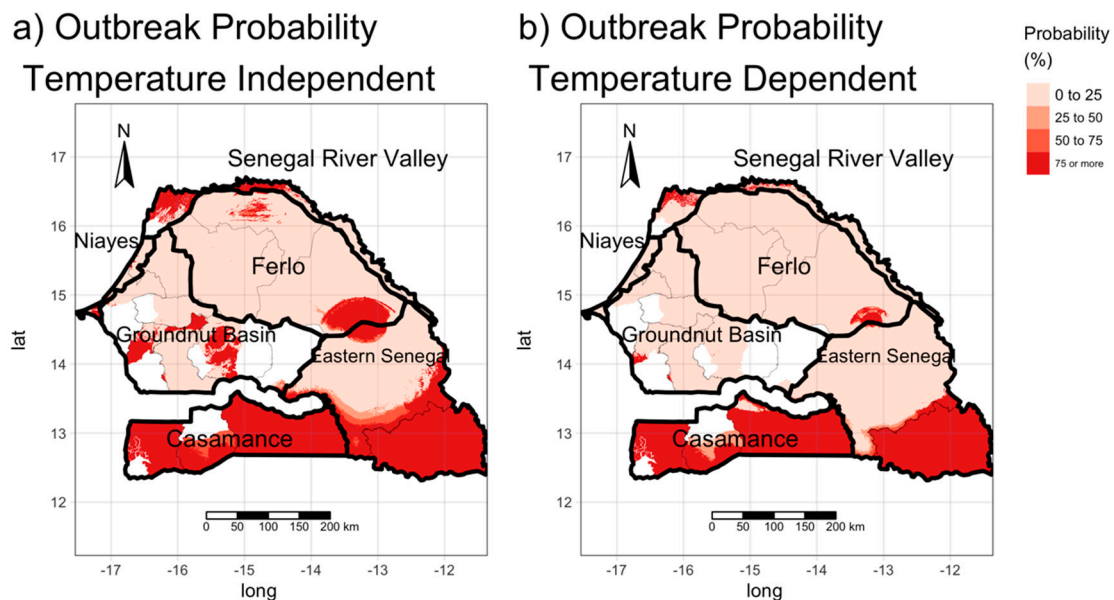 a) Outbreak Probability
Temperature Independent
N
17
16
15
14
13
12
lat
Senegal River Valley
Niayes
Ferlo
Groundnut Basin
Eastern Senegal
Casamance
0 50 100 150 200 km
-17 -16 -15 -14 -13 -12
long
b) Outbreak Probability
Temperature Dependent
N
17
16
15
14
13
12
lat
Senegal River Valley
Niayes
Ferlo
Groundnut Basin
Eastern Senegal
Casamance
0 50 100 150 200 km
-17 -16 -15 -14 -13 -12
long
Probability
(%)
0 to 25
25 to 50
50 to 75
75 or more